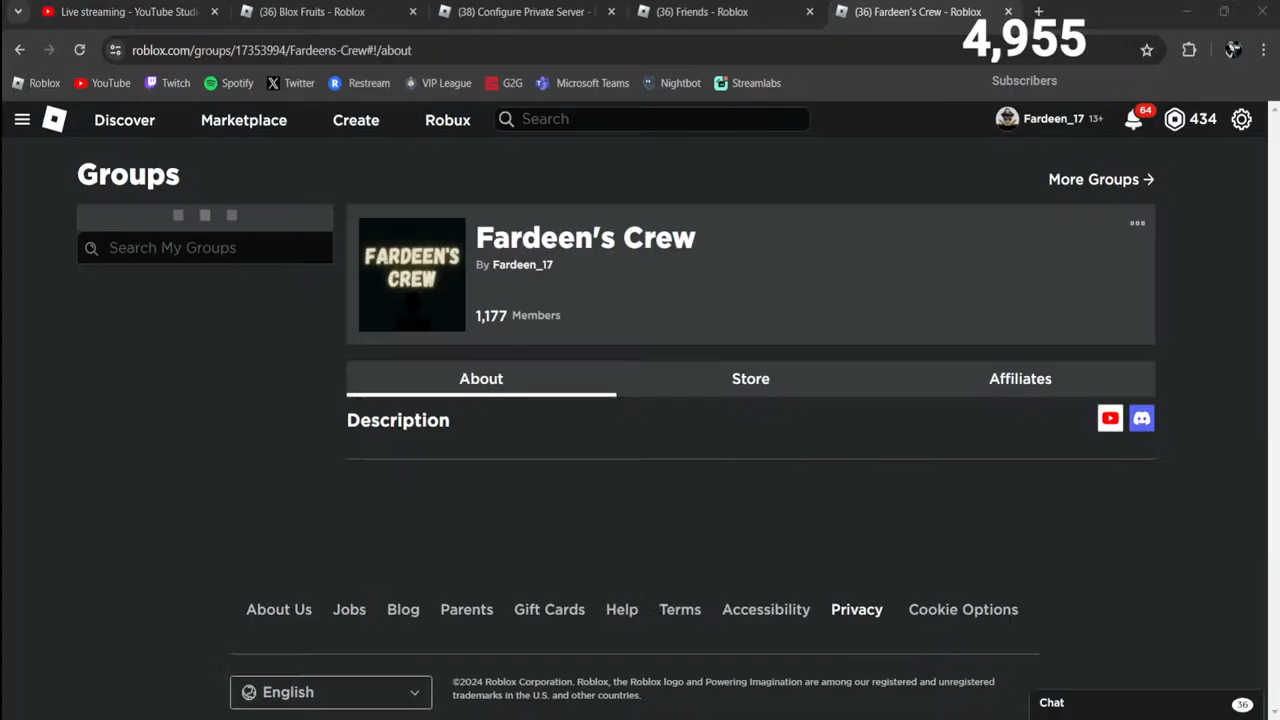 Live streaming - YouTube Studi
(36) Blox Fruits - Roblox
(38) Configure Private Server -
(36) Friends - Roblox
(36) Fardeen's Crew - Roblox
roblox.com/groups/17353984/Fardeens-Crew#!/about
4,955
Subscribers
Roblox
YouTube
Twitch
Spotify
Twitter
Restream
VIP League
G2G
Microsoft Teams
Nightbot
Streamlabs
Discover
Marketplace
Create
Robux
Search
Fardeen_17 13+
64
434
Groups
More Groups →
Search My Groups
FARDEEN'S
CREW
Fardeen's Crew
By Fardeen_17
1,177 Members
About
Store
Affiliates
Description
About Us
Jobs
Blog
Parents
Gift Cards
Help
Terms
Accessibility
Privacy
Cookie Options
English
©2024 Roblox Corporation. Roblox, the Roblox logo and Powering Imagination are among our registered and unregistered
trademarks in the U.S. and other countries.
Chat
36